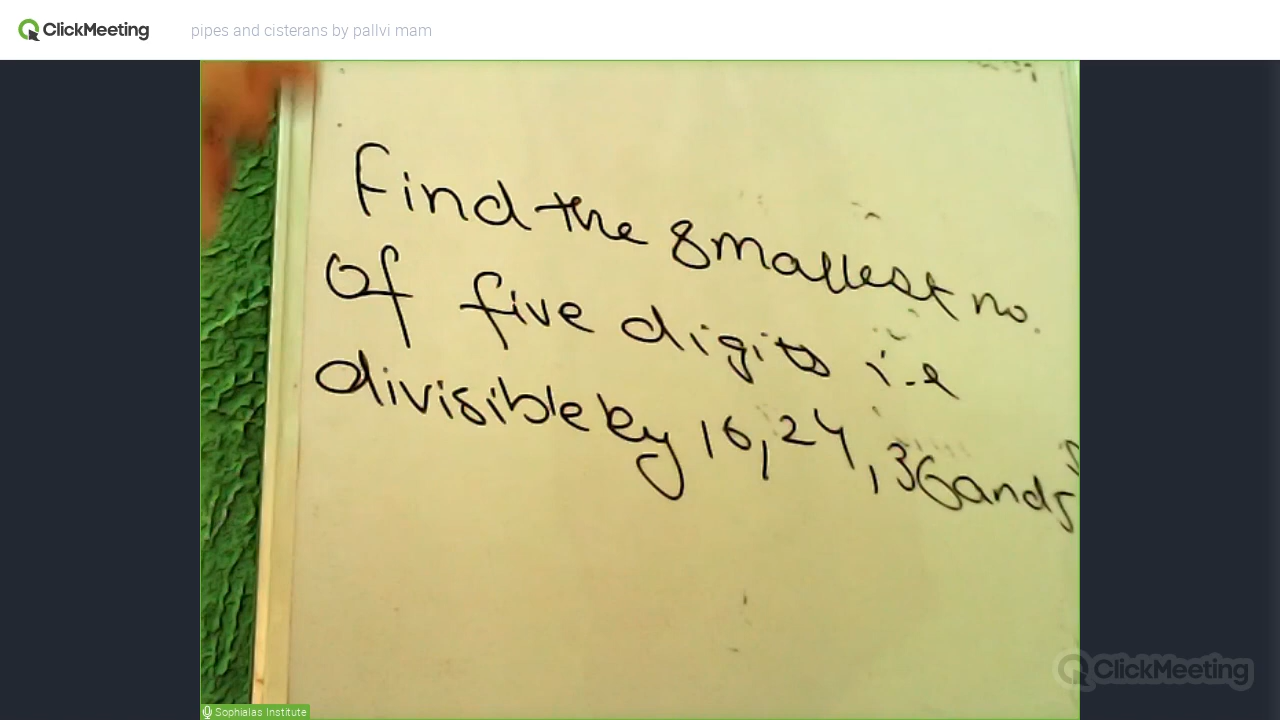 ClickMeeting
pipes and cisterans by pallvi mam
Find the smallest no.
of five digits i.e
divisible by 16, 24, 36 and
ClickMeeting
Sophialas Institute